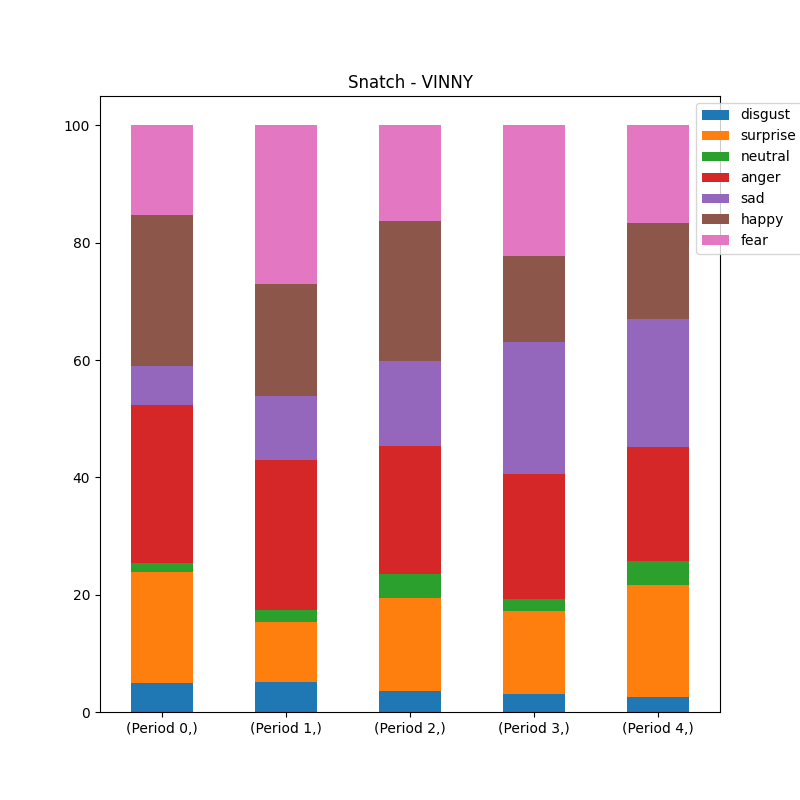 Snatch - VINNY
100
80
60
40
20
0
disgust
surprise
neutral
anger
sad
happy
fear
(Period 0,) (Period 1,) (Period 2,) (Period 3,) (Period 4,)